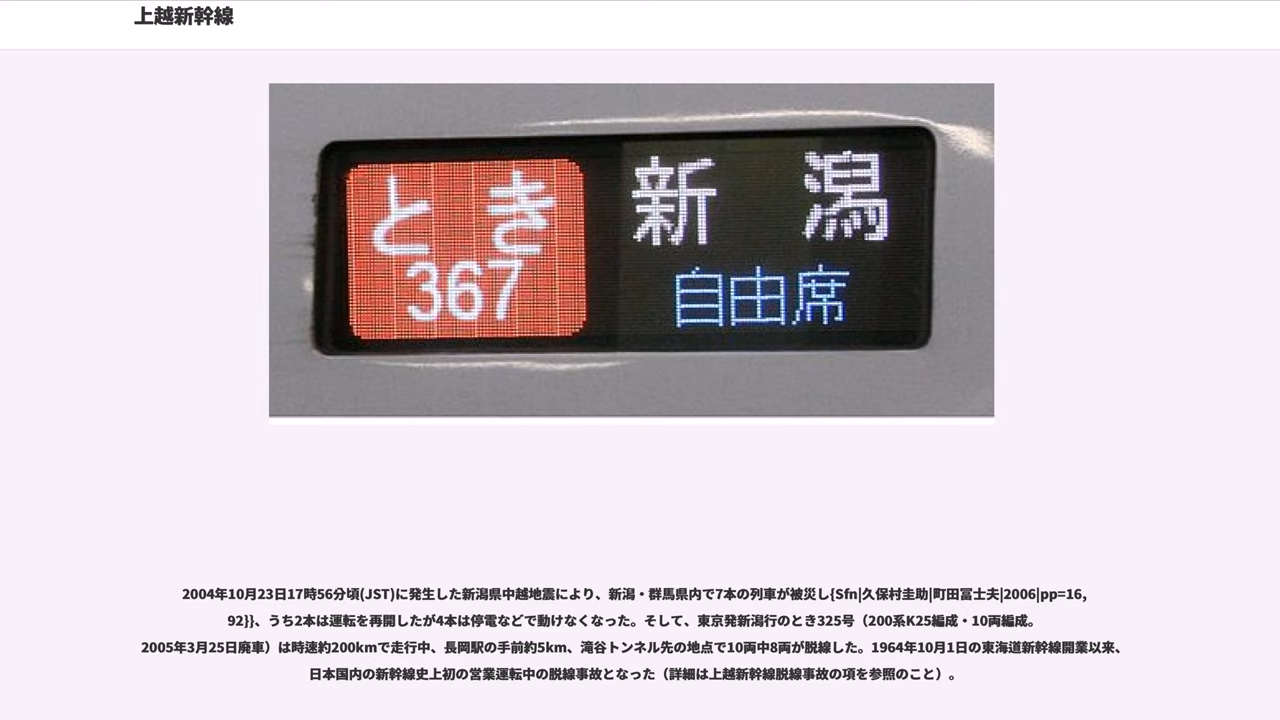 上越新幹線
とき 新潟
367 自由席
2004年10月23日17時56分頃(JST)に発生した新潟県中越地震により、新潟・群馬県内で7本の列車が被災し{Sfn|久保村圭助|町田冨士夫|2006|pp=16,
92}}、うち2本は運転を再開したが4本は停電などで動けなくなった。そして、東京発新潟行のとき325号（200系K25編成・10両編成。
2005年3月25日廃車）は時速約200kmで走行中、長岡駅の手前約5km、滝谷トンネル先の地点で10両中8両が脱線した。1964年10月1日の東海道新幹線開業以来、
日本国内の新幹線史上初の営業運転中の脱線事故となった（詳細は上越新幹線脱線事故の項を参照のこと）。